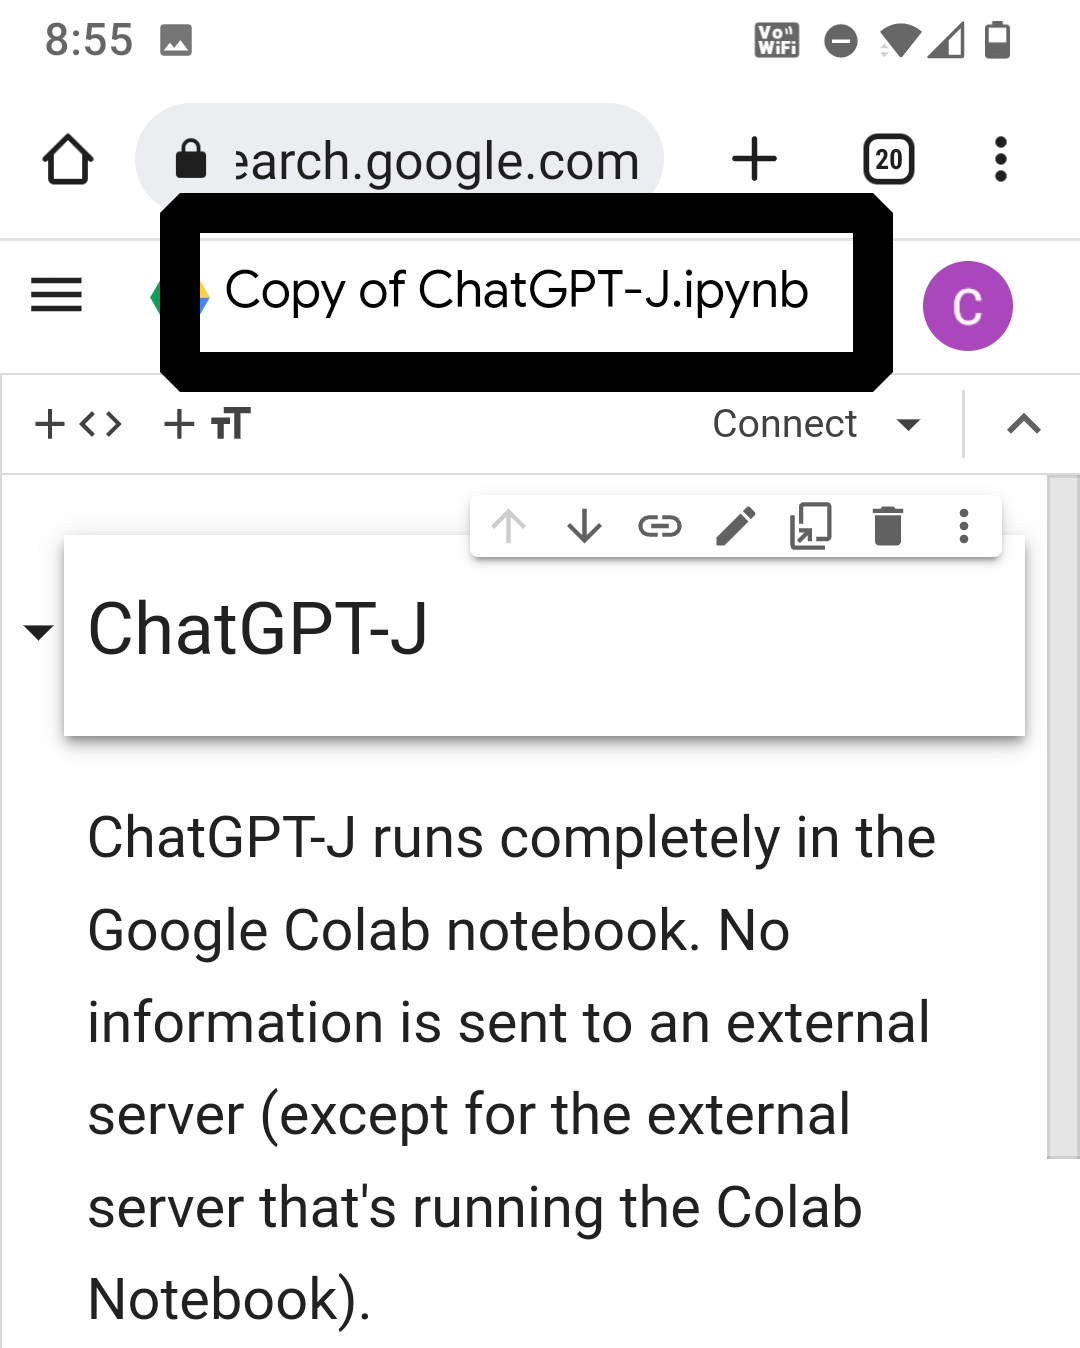 8:55
Vo
WiFi
earch.google.com
20
Copy of ChatGPT-J.ipynb
C
Connect
ChatGPT-J
ChatGPT-J runs completely in the
Google Colab notebook. No
information is sent to an external
server (except for the external
server that's running the Colab
Notebook).